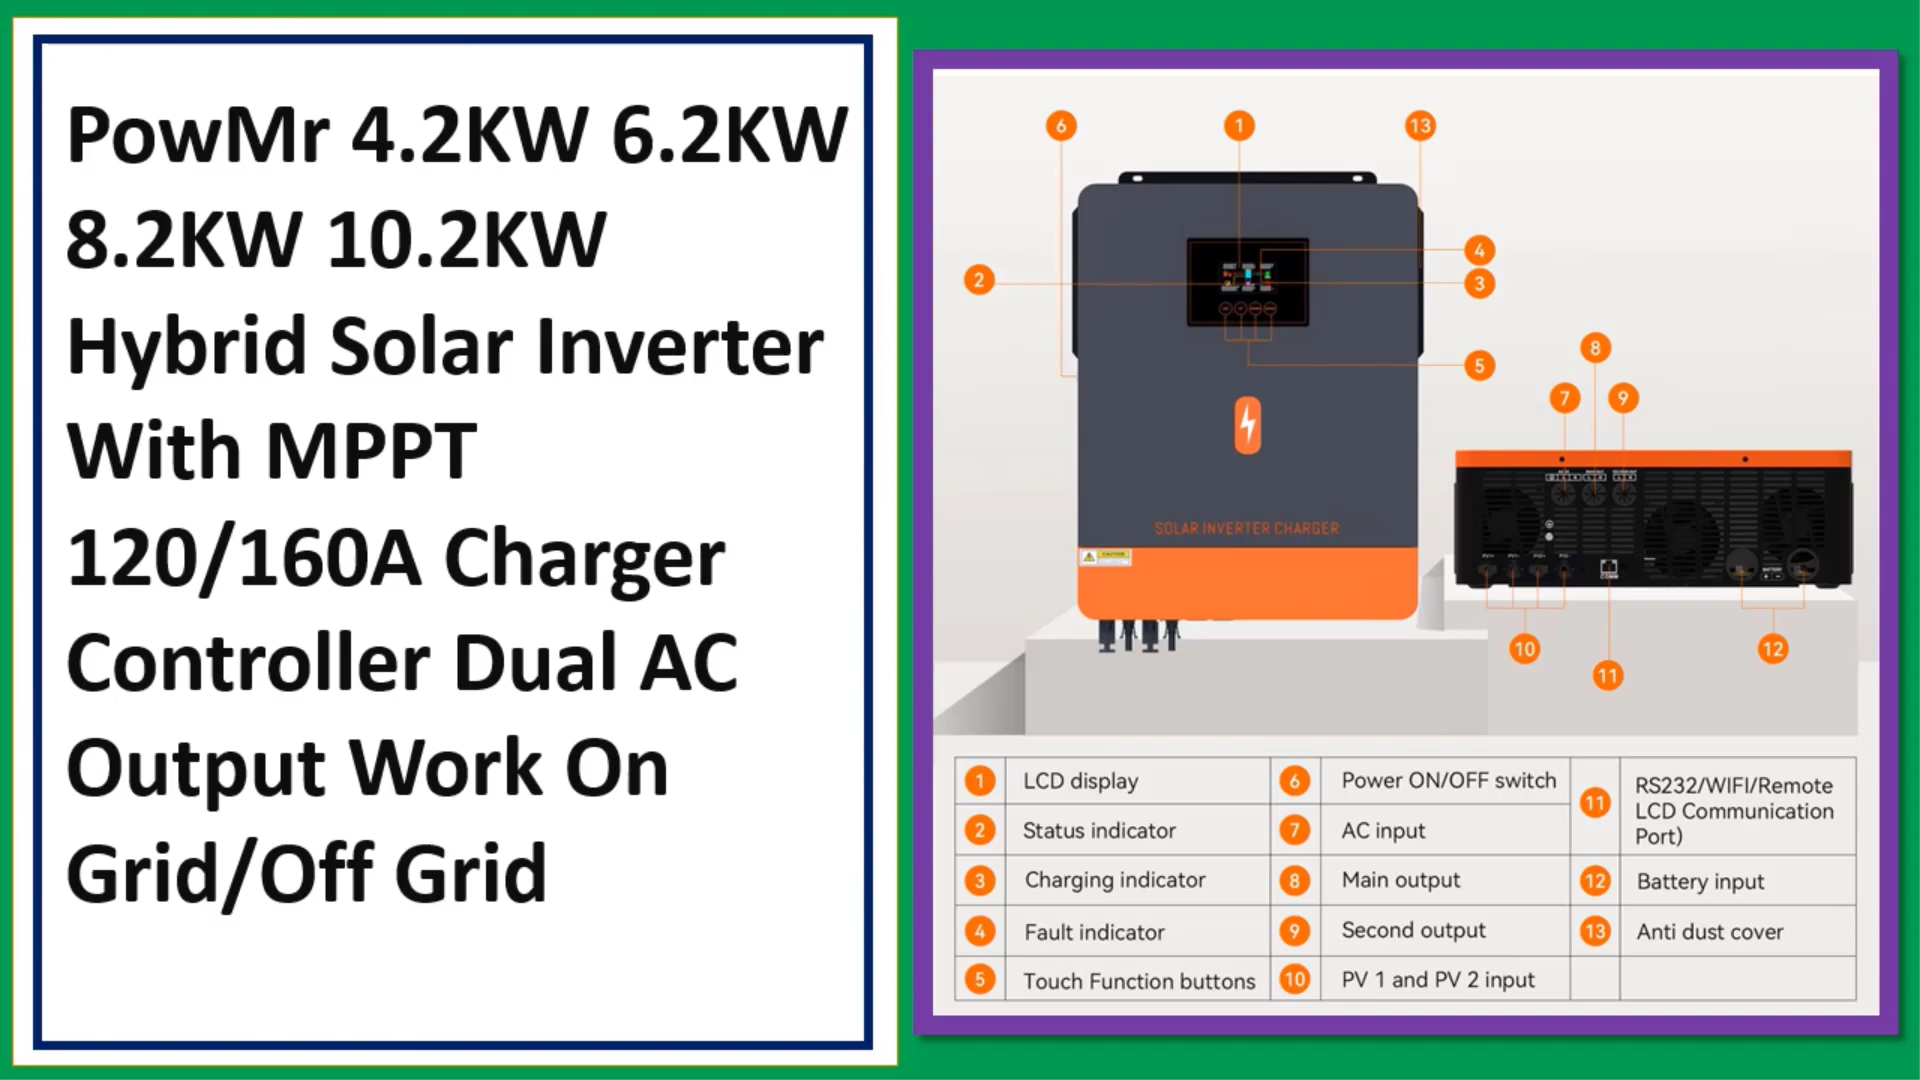 PowMr 4.2KW 6.2KW
8.2KW 10.2KW
Hybrid Solar Inverter
With MPPT
120/160A Charger
Controller Dual AC
Output Work On
Grid/Off Grid
6
1
13
2
4
3
5
8
7
9
SOLAR INVERTER CHARGER
CAUTION
COMM
BATTERY
10
11
12
1 LCD display
2 Status indicator
3 Charging indicator
4 Fault indicator
5 Touch Function buttons
6 Power ON/OFF switch
7 AC input
8 Main output
9 Second output
10 PV 1 and PV 2 input
11 RS232/WIFI/Remote
LCD Communication
Port)
12 Battery input
13 Anti dust cover